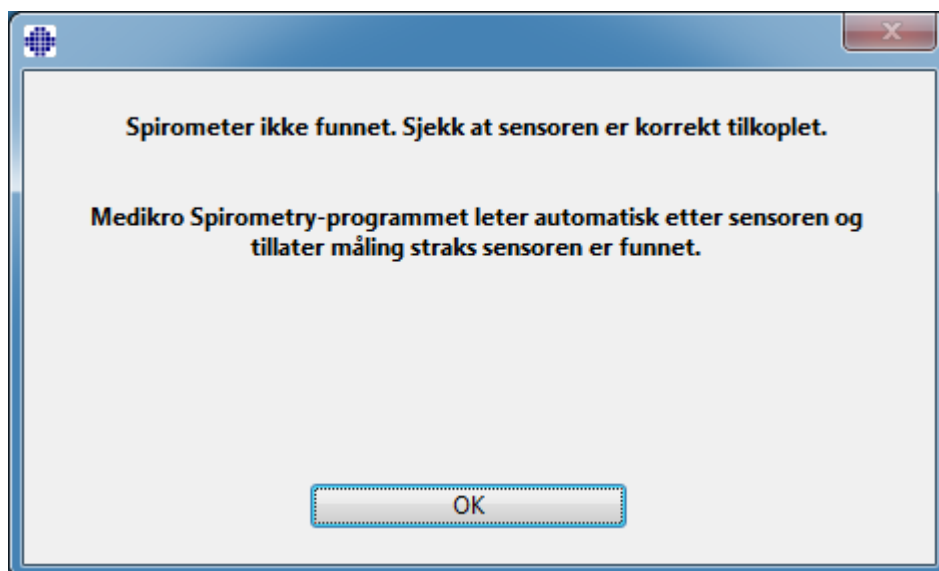 Spirometer ikke funnet. Sjekk at sensoren er korrekt tilkoplet.
Medikro Spirometry-programmet leter automatisk etter sensoren og
tillater måling straks sensoren er funnet.
OK